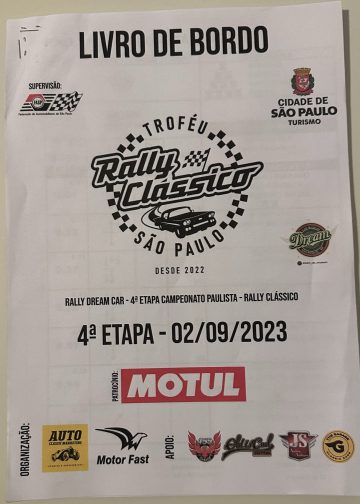 LIVRO DE BORDO
SUPERVISÃO:
CIDADE DE
SÃO PAULO
TURISMO
TROFÉU
Rally
Clássico
SÃO PAULO
DESDE 2022
Dream
RALLY DREAM CAR - 4ª ETAPA CAMPEONATO PAULISTA - RALLY CLÁSSICO
4ª ETAPA - 02/09/2023
PATROCÍNIO:
MOTUL
ORGANIZAÇÃO:
AUTO
Motor Fast
APOIO:
JS
G